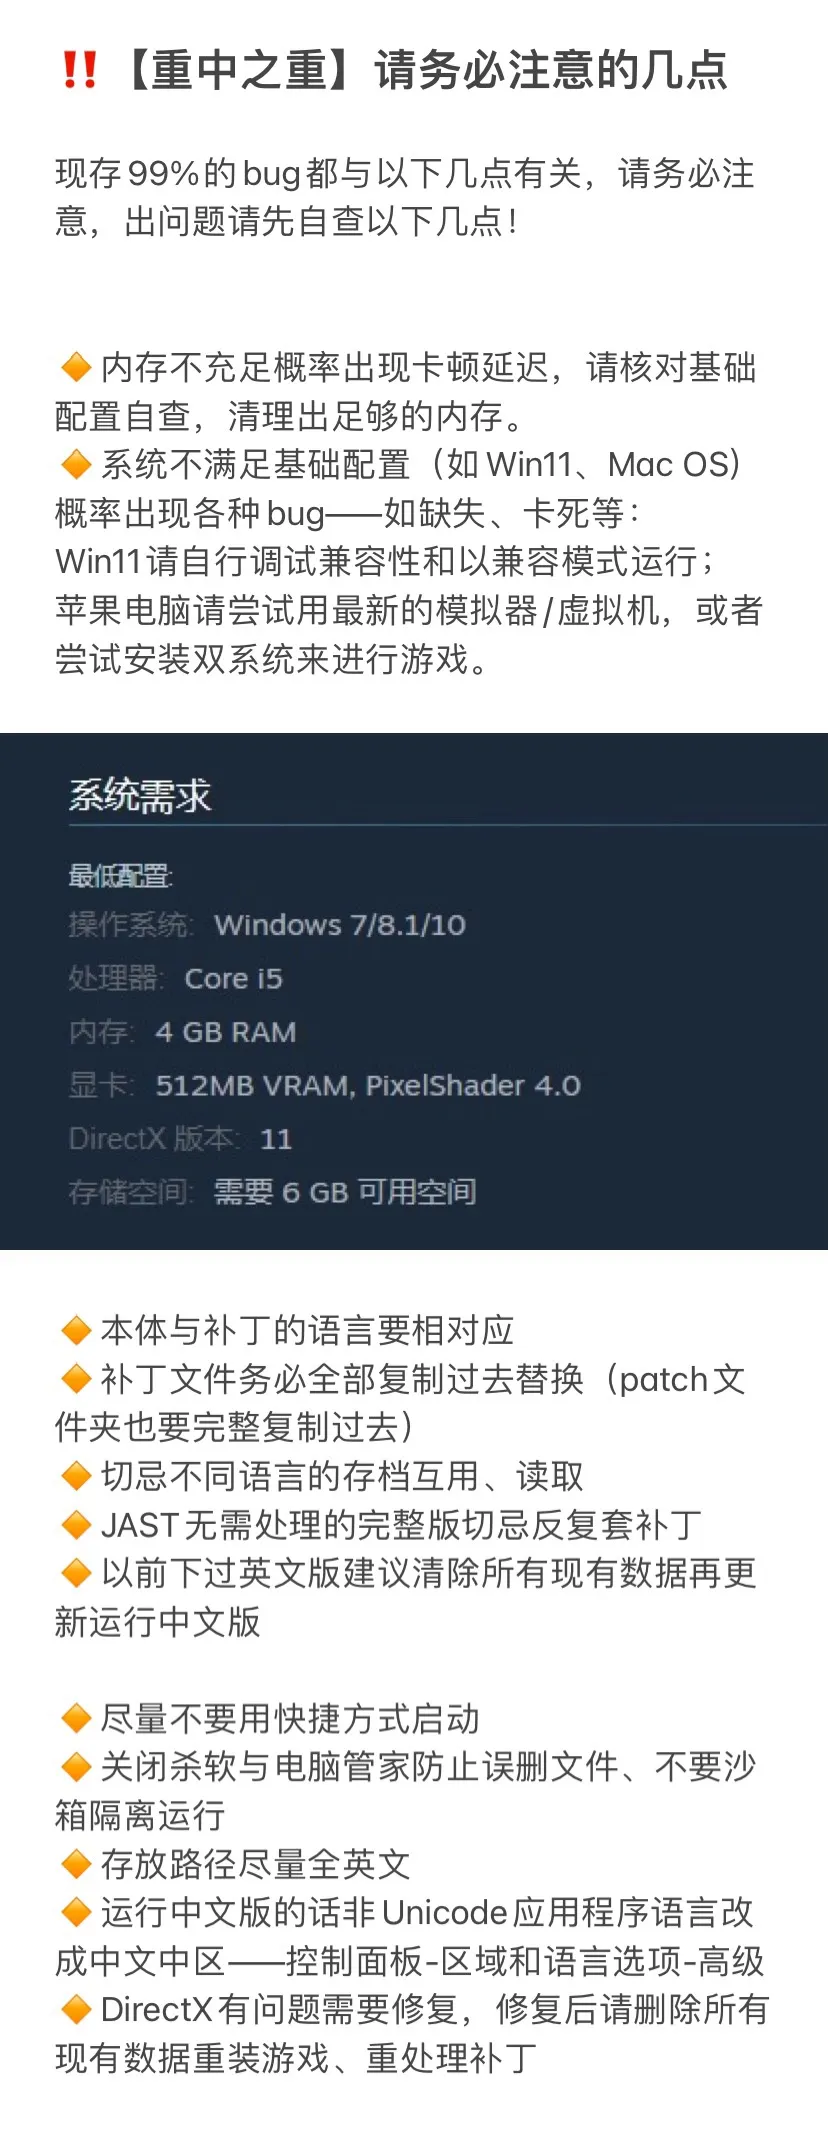 ‼️【重中之重】请务必注意的几点
现存99%的bug都与以下几点有关，请务必注
意，出问题请先自查以下几点！
🔸内存不充足概率出现卡顿延迟，请核对基础
配置自查，清理出足够的内存。
🔸系统不满足基础配置（如Win11、Mac OS)
概率出现各种bug——如缺失、卡死等：
Win11请自行调试兼容性和以兼容模式运行；
苹果电脑请尝试用最新的模拟器/虚拟机，或者
尝试安装双系统来进行游戏。
系统需求
最低配置:
操作系统: Windows 7/8.1/10
处理器: Core i5
内存: 4 GB RAM
显卡: 512MB VRAM, PixelShader 4.0
DirectX 版本: 11
存储空间: 需要 6 GB 可用空间
🔸本体与补丁的语言要相对应
🔸补丁文件务必全部复制过去替换（patch文
件夹也要完整复制过去）
🔸切忌不同语言的存档互用、读取
🔸JAST无需处理的完整版切忌反复套补丁
🔸以前下过英文版建议清除所有现有数据再更
新运行中文版
🔸尽量不要用快捷方式启动
🔸关闭杀软与电脑管家防止误删文件、不要沙
箱隔离运行
🔸存放路径尽量全英文
🔸运行中文版的话非Unicode应用程序语言改
成中文中区——控制面板-区域和语言选项-高级
🔸DirectX有问题需要修复，修复后请删除所有
现有数据重装游戏、重处理补丁